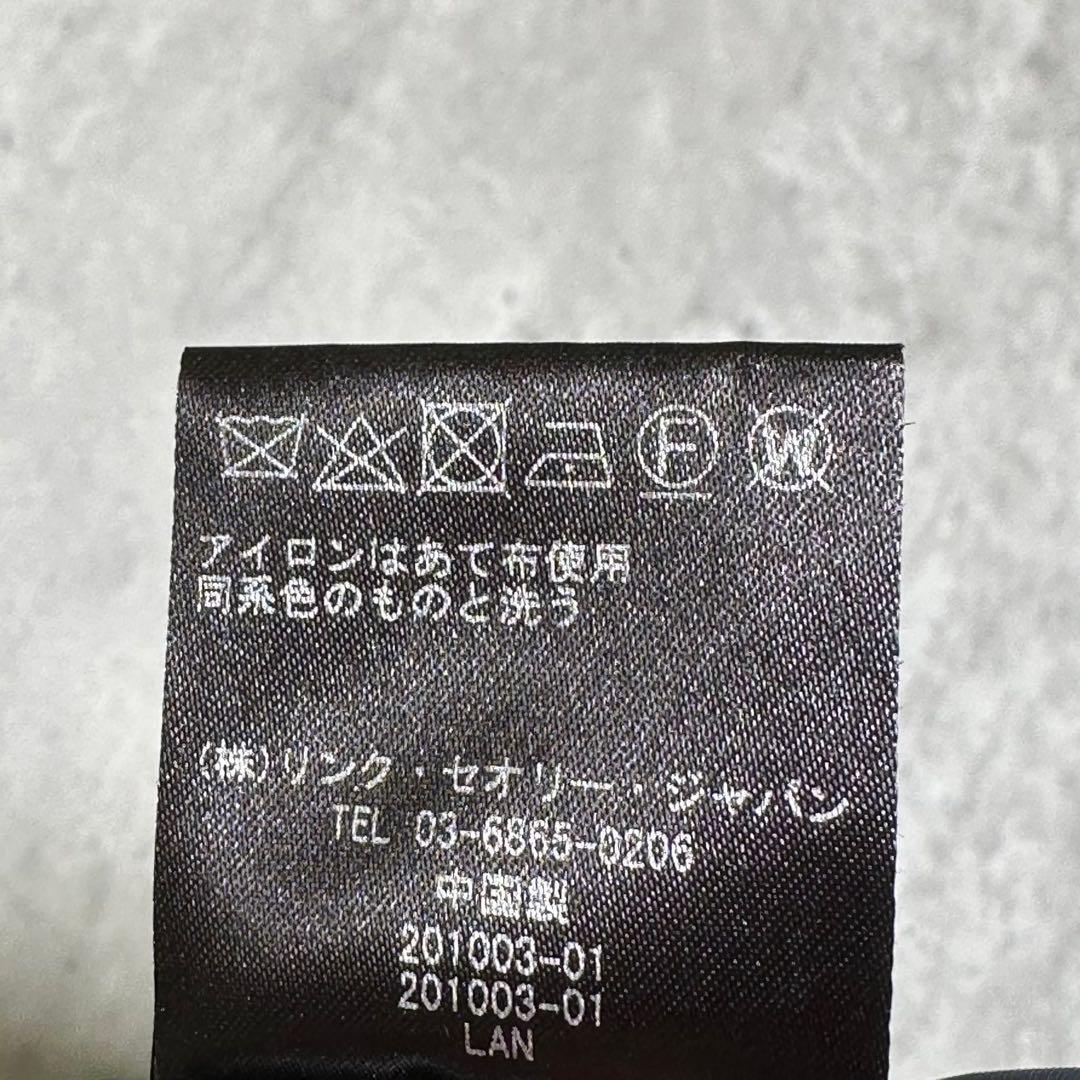 F W
アイロンはあて布使用
同系色のものと洗う
(株)リンク・セオリー・ジャパン
TEL 03-6865-0206
中国製
201003-01
201003-01
LAN